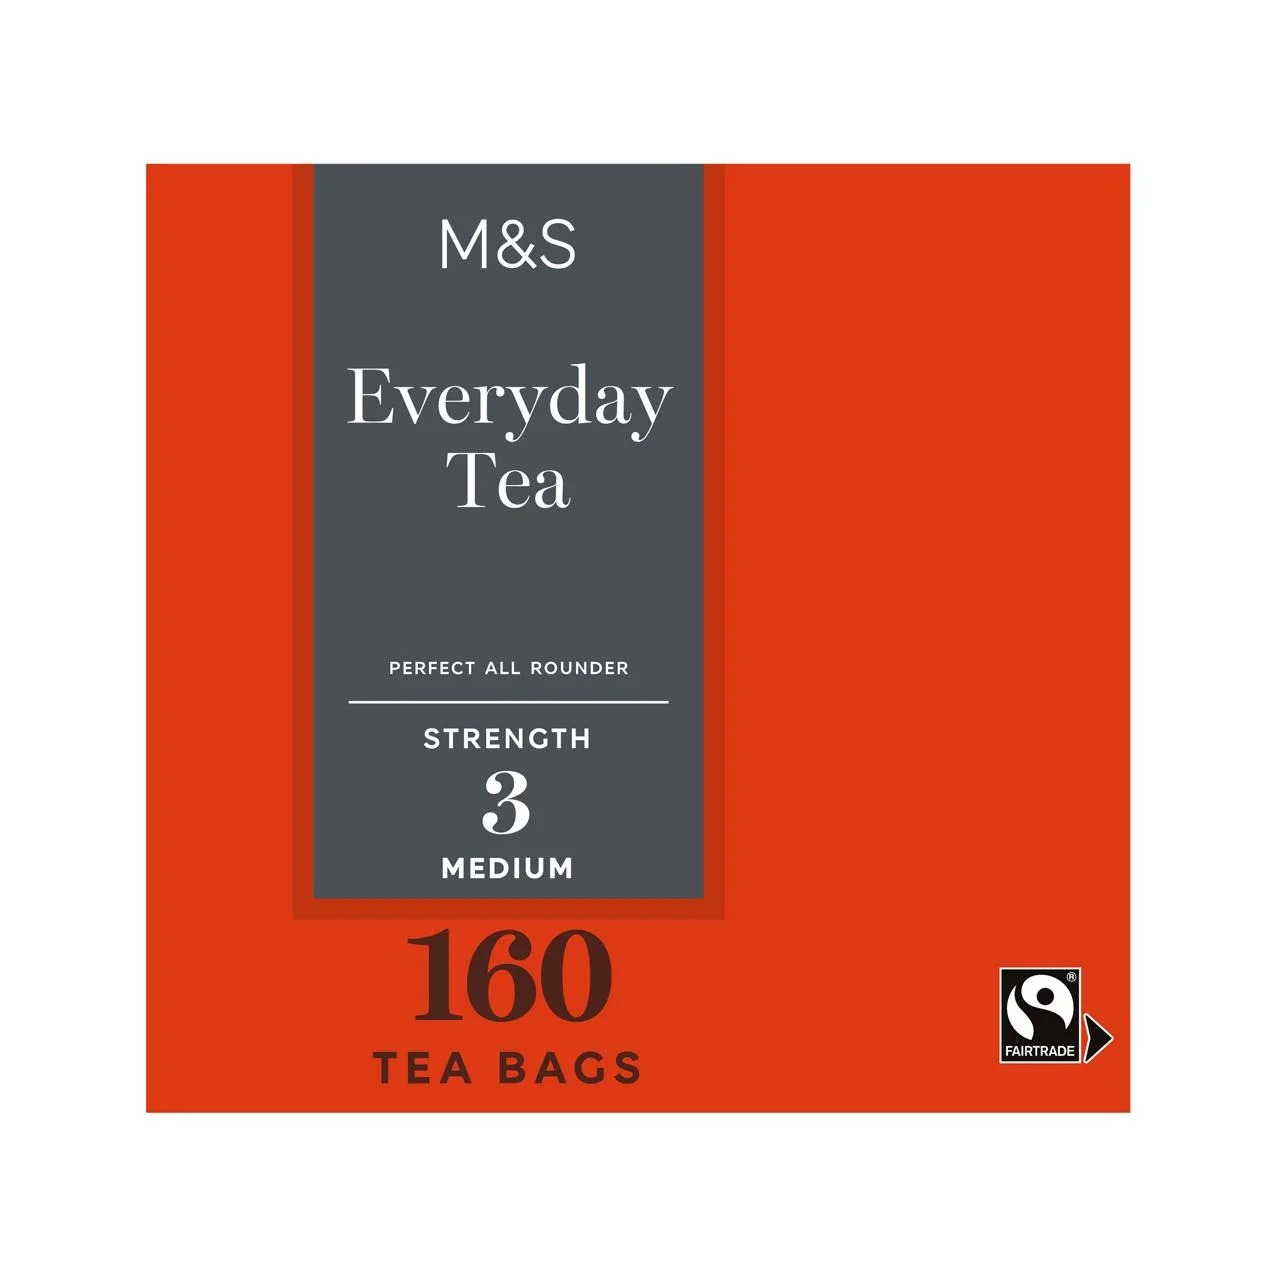 M&S
Everyday
Tea
PERFECT ALL ROUNDER
STRENGTH
3
MEDIUM
160
TEA BAGS
®
FAIRTRADE